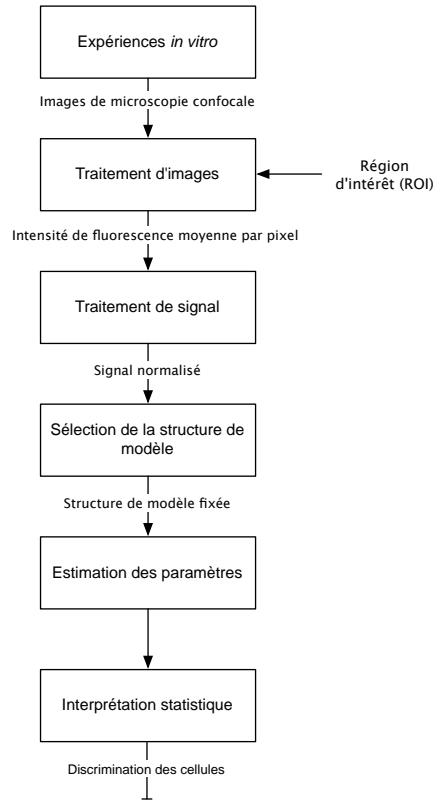 Expériences in vitro
Images de microscopie confocale
Traitement d'images
Région
d'intérêt (ROI)
Intensité de fluorescence moyenne par pixel
Traitement de signal
Signal normalisé
Sélection de la structure de
modèle
Structure de modèle fixée
Estimation des paramètres
Interprétation statistique
Discrimination des cellules